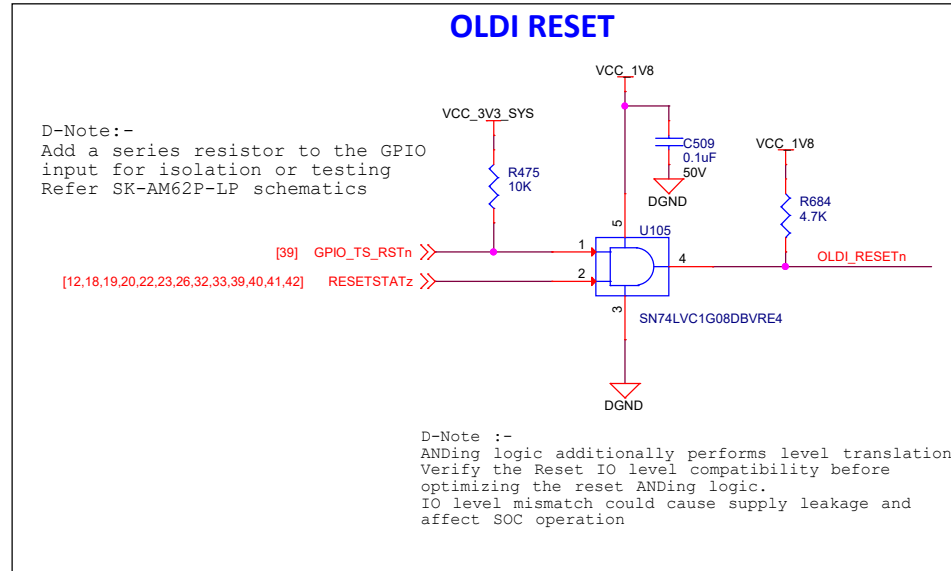 OLDI RESET
VCC_1V8
VCC_3V3_SYS
D-Note:-
Add a series resistor to the GPIO
input for isolation or testing
Refer SK-AM62P-LP schematics
C509
0.1uF
50V
DGND
VCC_1V8
R475
10K
R684
4.7K
5
U105
[39] GPIO_TS_RSTn
1
4
OLDI_RESETn
[12,18,19,20,22,23,26,32,33,39,40,41,42] RESETSTATz
2
3
SN74LVC1G08DBVRE4
DGND
D-Note :-
ANDing logic additionally performs level translation
Verify the Reset IO level compatibility before
optimizing the reset ANDing logic.
IO level mismatch could cause supply leakage and
affect SOC operation